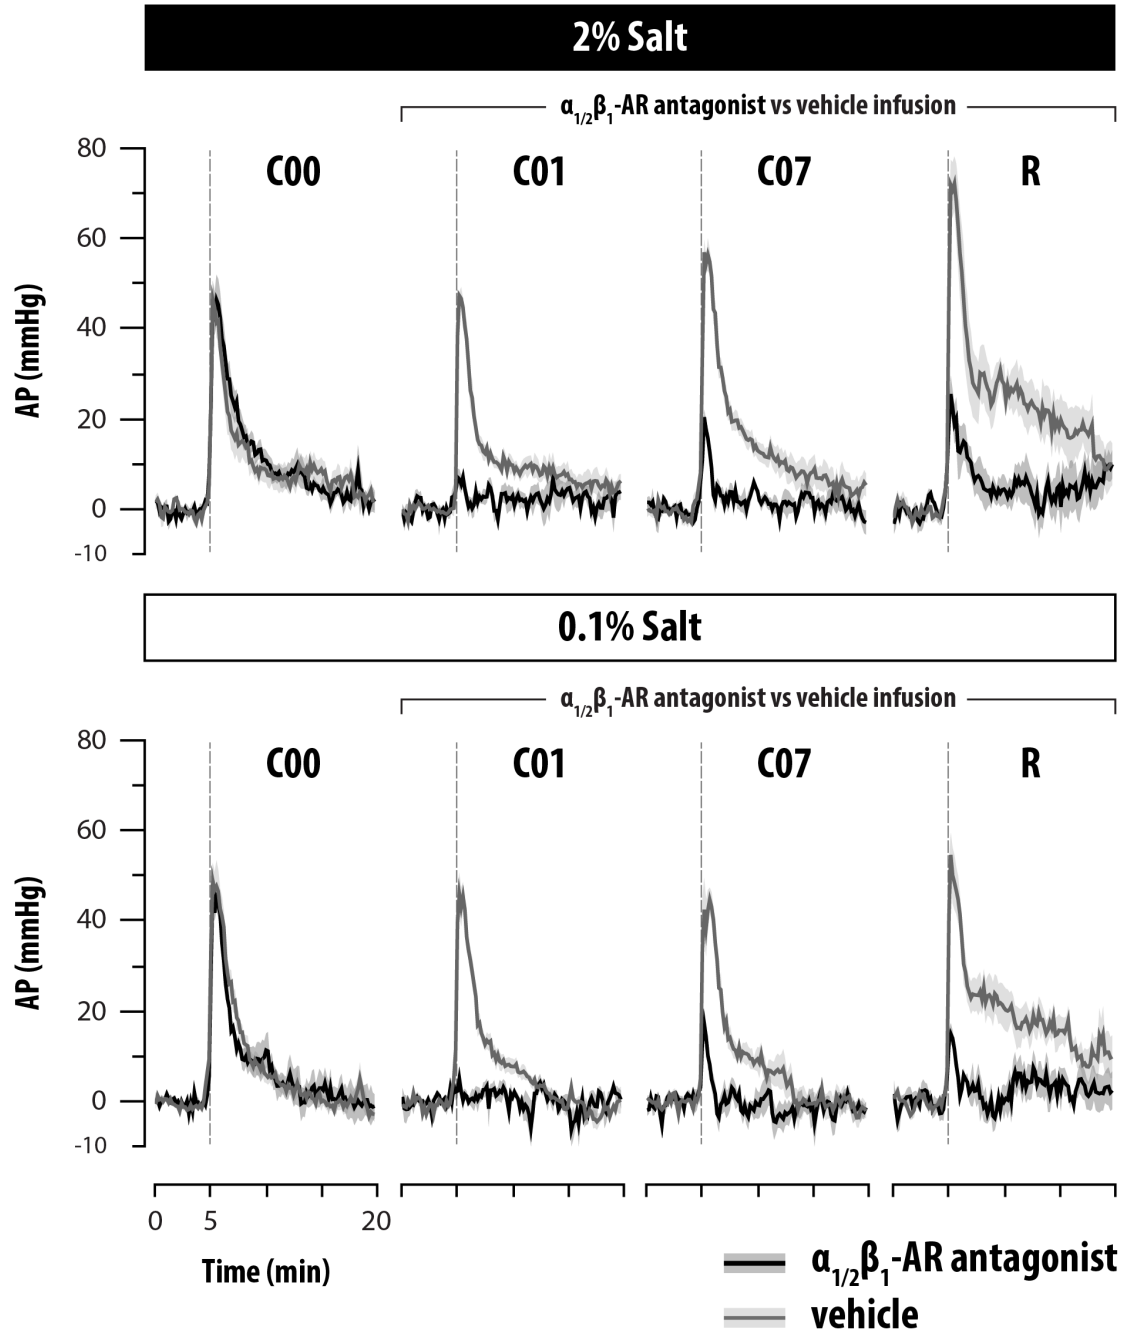 2% Salt
α1/2β1-AR antagonist vs vehicle infusion
C00 C01 C07 R
80
60
40
20
0
-10
AP (mmHg)
0.1% Salt
α1/2β1-AR antagonist vs vehicle infusion
C00 C01 C07 R
80
60
40
20
0
-10
AP (mmHg)
0 5 20
Time (min)
α1/2β1-AR antagonist
vehicle